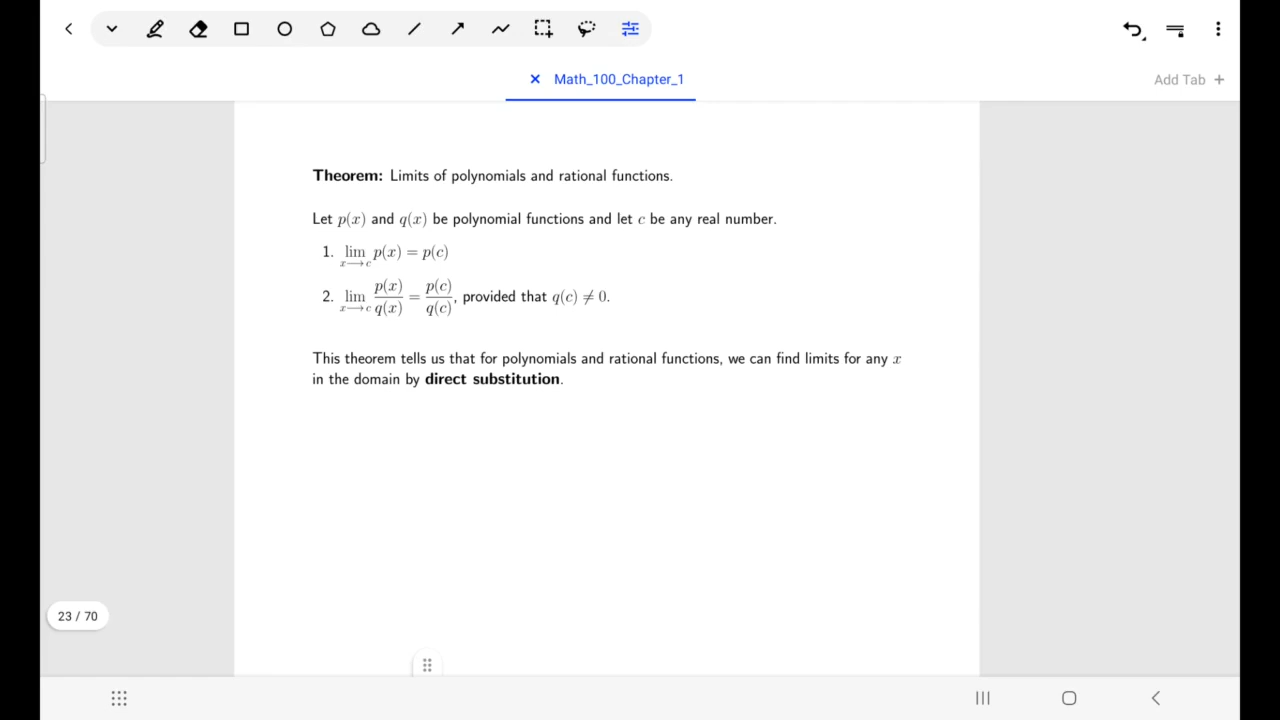 Math_100_Chapter_1
Add Tab +
Theorem: Limits of polynomials and rational functions.
Let p(x) and q(x) be polynomial functions and let c be any real number.
1. lim x⟶c p(x) = p(c)
2. lim x⟶c p(x)/q(x) = p(c)/q(c), provided that q(c) ≠ 0.
This theorem tells us that for polynomials and rational functions, we can find limits for any x
in the domain by direct substitution.
23 / 70